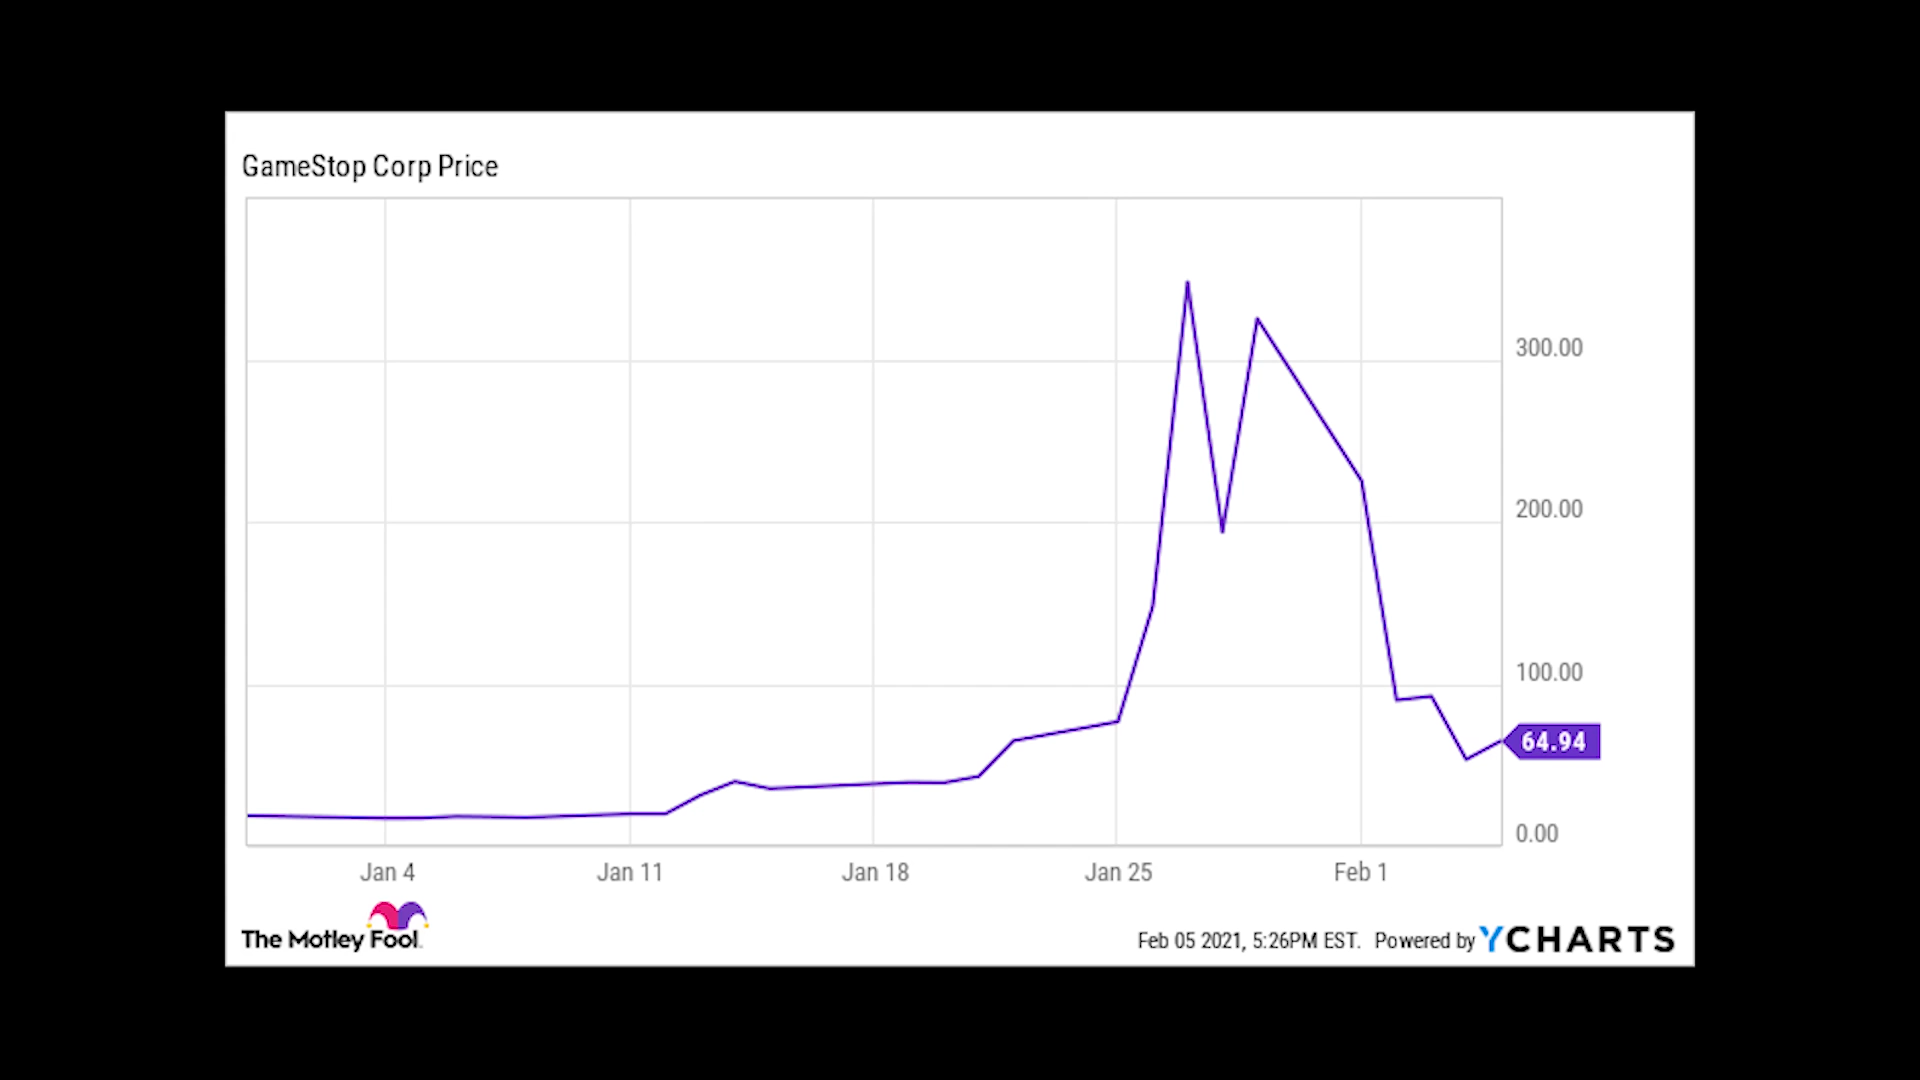 GameStop Corp Price
300.00
200.00
100.00
64.94
0.00
Jan 4 Jan 11 Jan 18 Jan 25 Feb 1
The Motley Fool.
Feb 05 2021, 5:26PM EST. Powered by YCHARTS